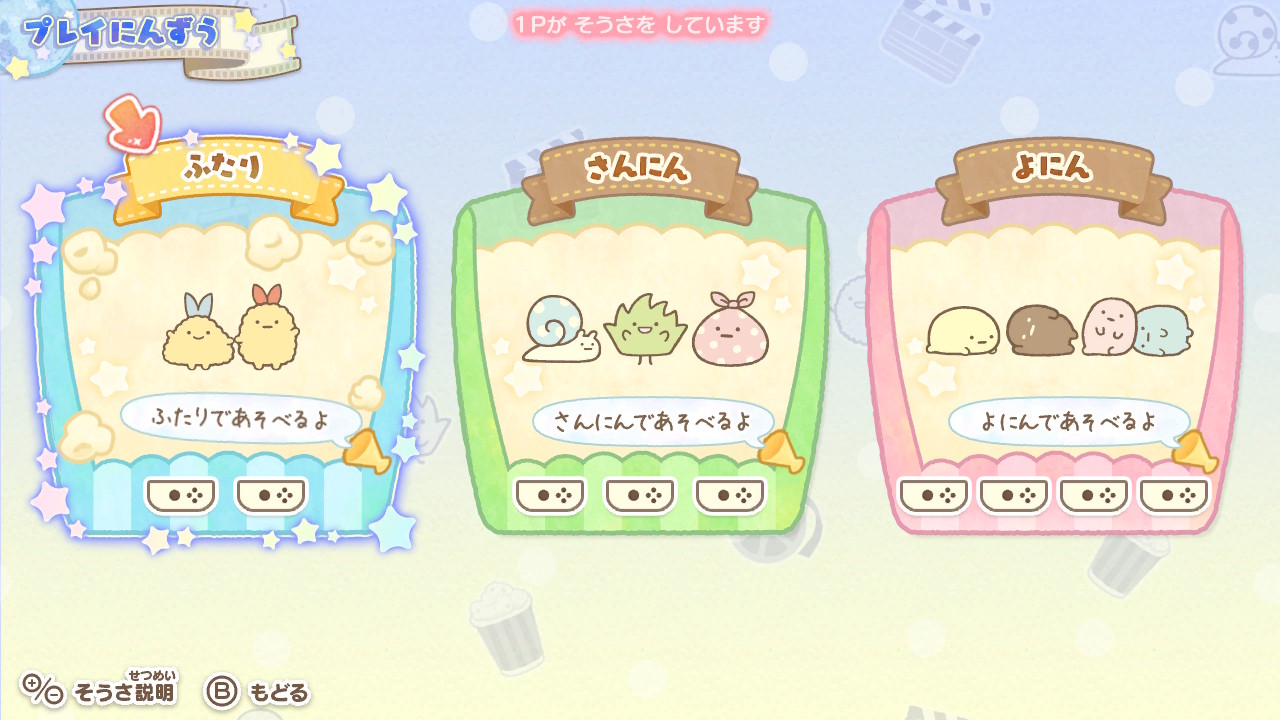 プレイにんずう
1Pが そうさを しています
ふたり
さんにん
よにん
ふたりであそべるよ
さんにんであそべるよ
よにんであそべるよ
せつめい
そうさ説明
B もどる